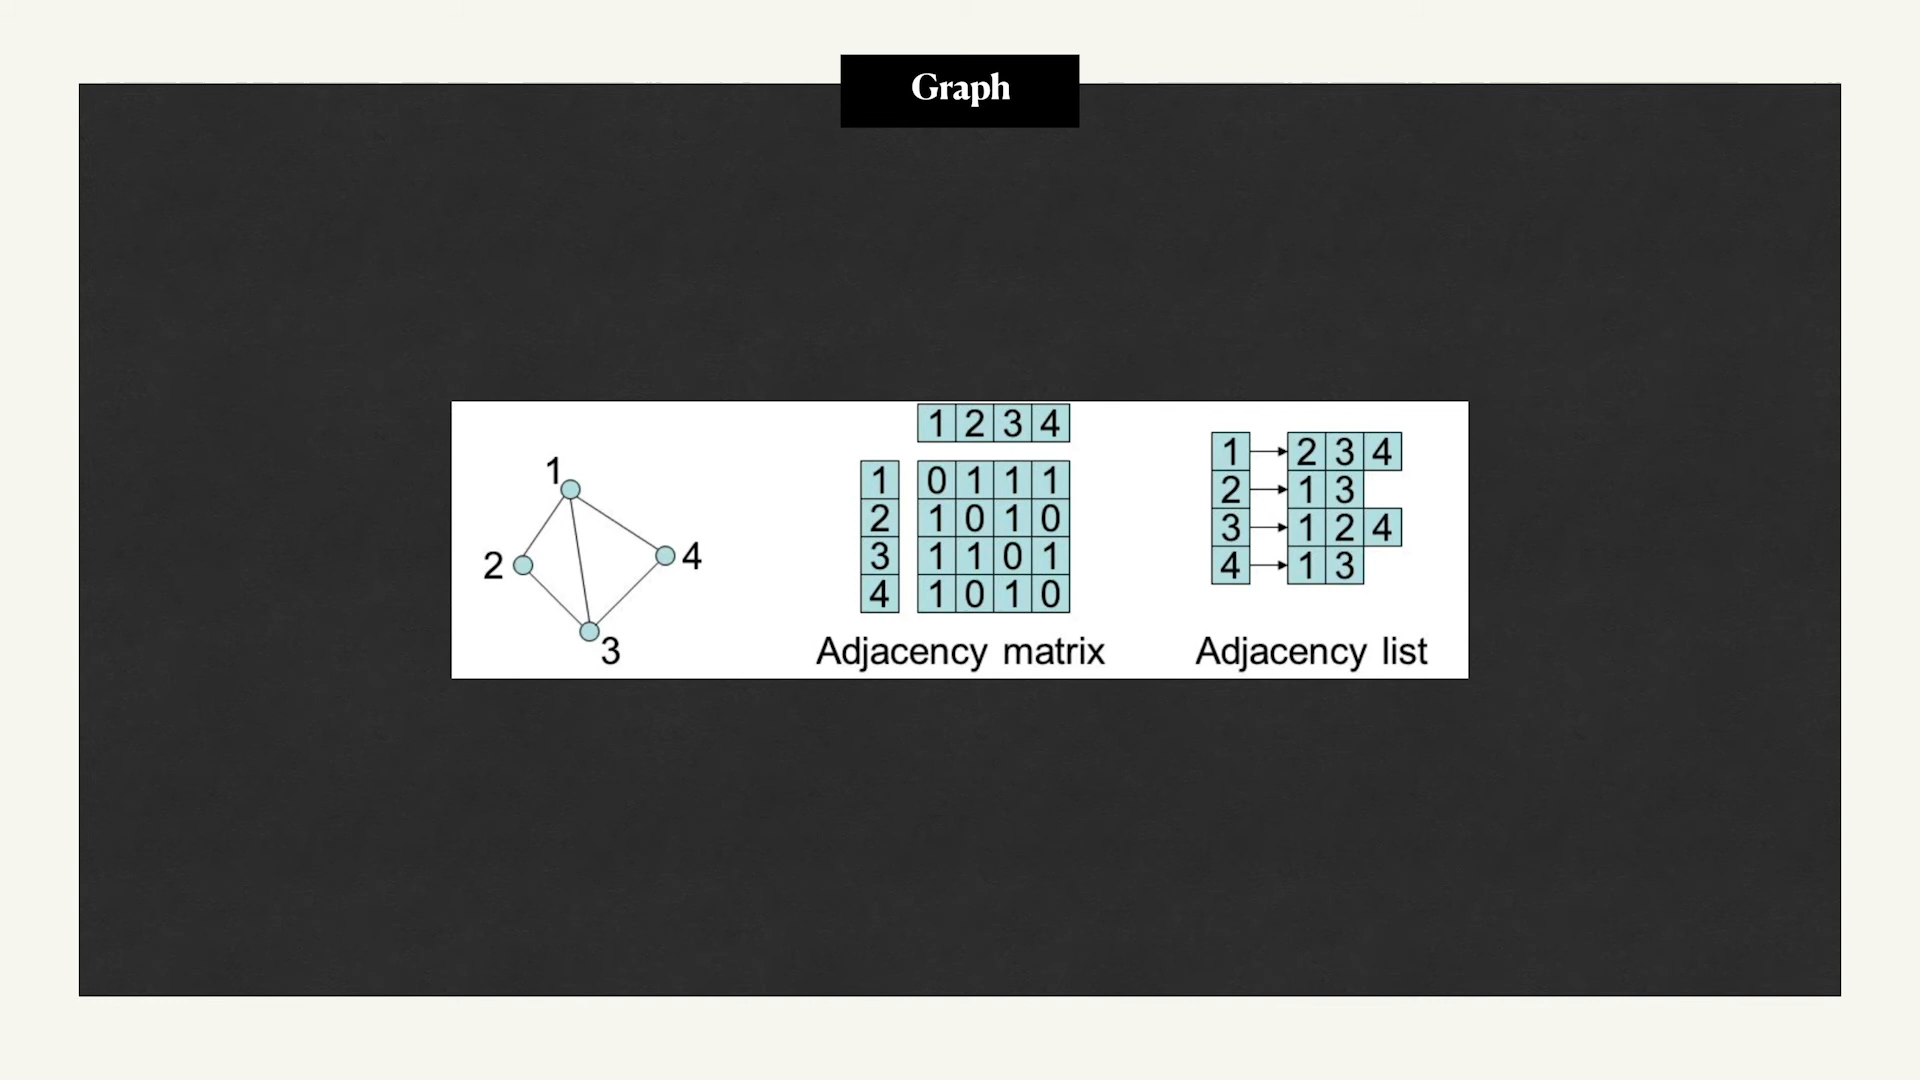 Graph
1
2
3
4
1 2 3 4
1 0 1 1 1
2 1 0 1 0
3 1 1 0 1
4 1 0 1 0
Adjacency matrix
1 2 3 4
2 1 3
3 1 2 4
4 1 3
Adjacency list